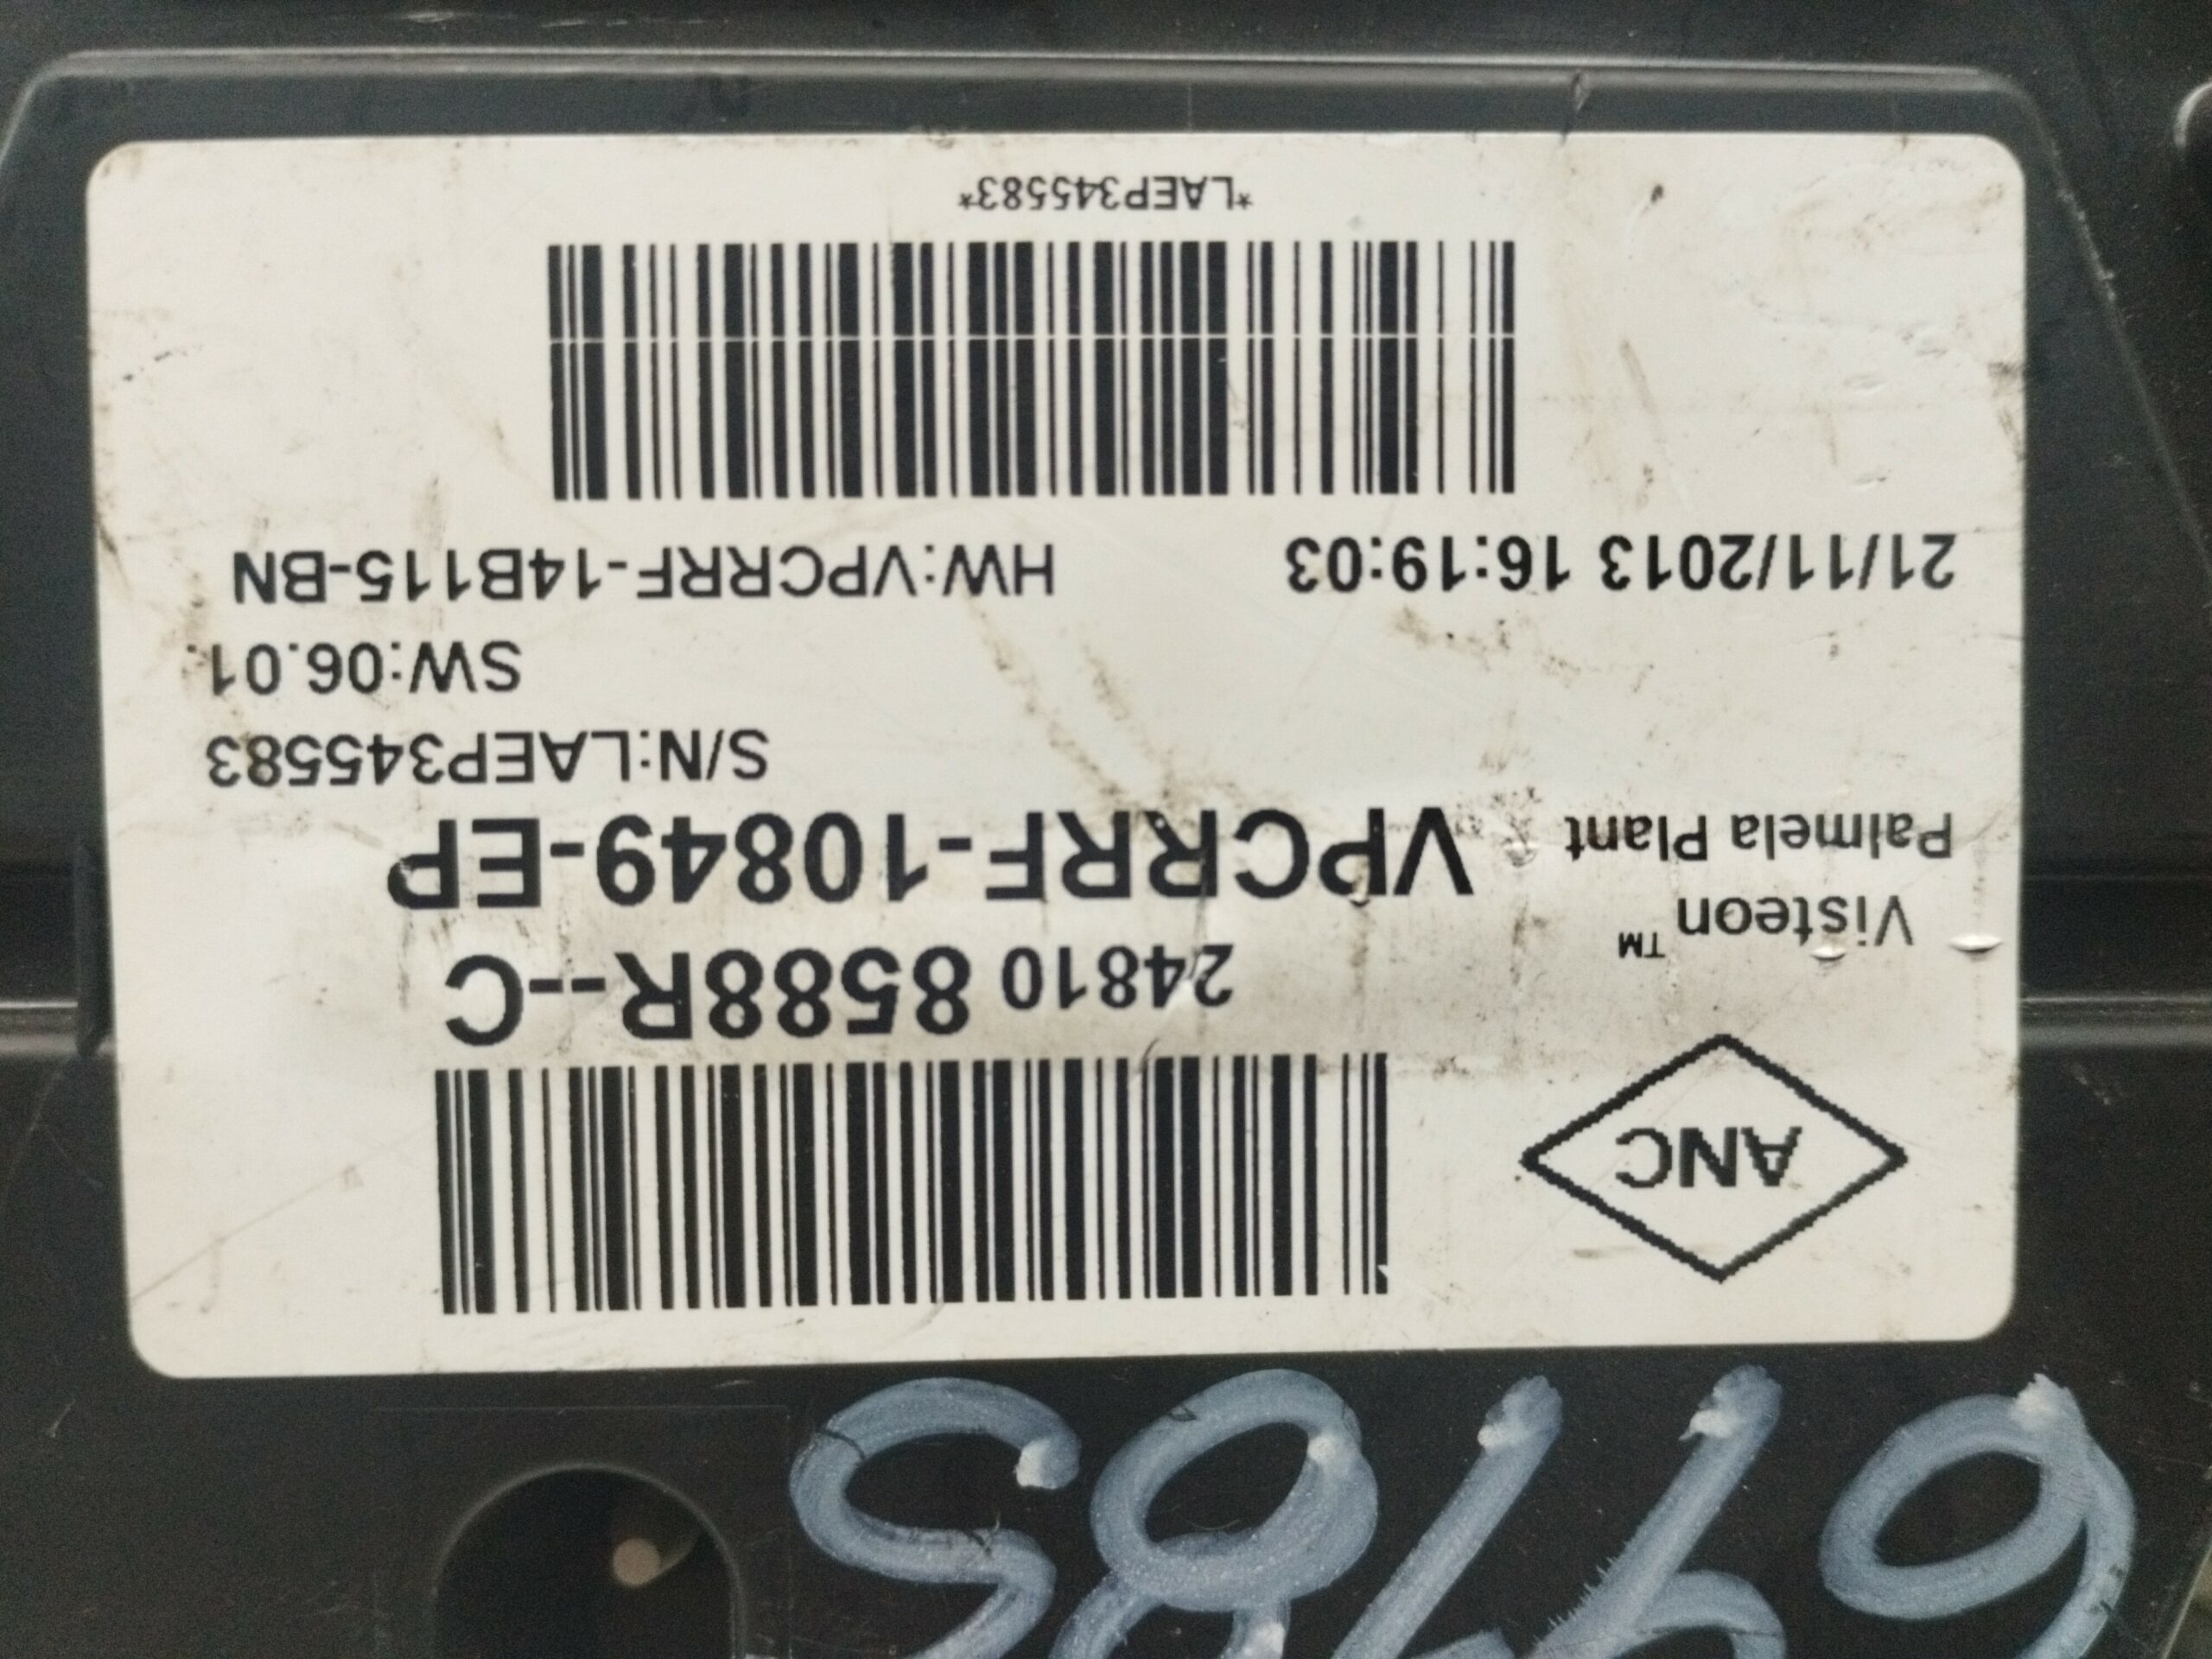 ANC
24810 8588R--C
Visteon™
Palmela Plant
VPCRRF-10849-EP
S/N:LAEP345583
SW:06.01
21/11/2013 16:19:03 HW:VPCRRF-14B115-BN
*LAEP345583*